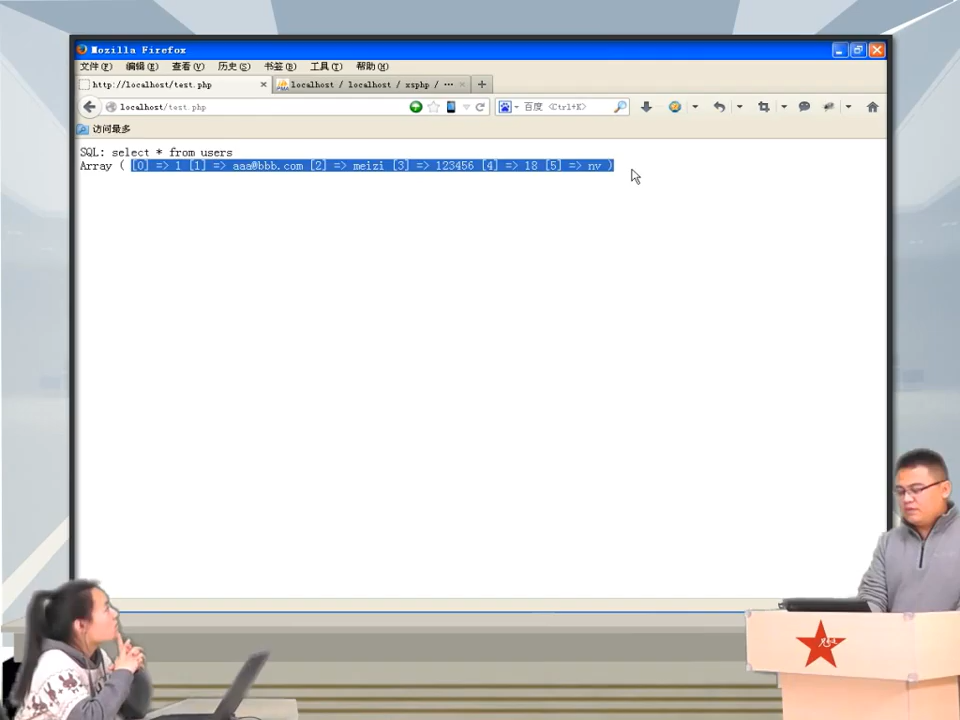 Mozilla Firefox
文件(F) 编辑(E) 查看(V) 历史(S) 书签(B) 工具(T) 帮助(H)
http://localhost/test.php × localhost / localhost / xsphp / ··· × +
localhost/test.php 百度 <Ctrl+K>
访问最多
SQL: select * from users
Array ( [0] => 1 [1] => aaa@bbb.com [2] => meizi [3] => 123456 [4] => 18 [5] => nv )